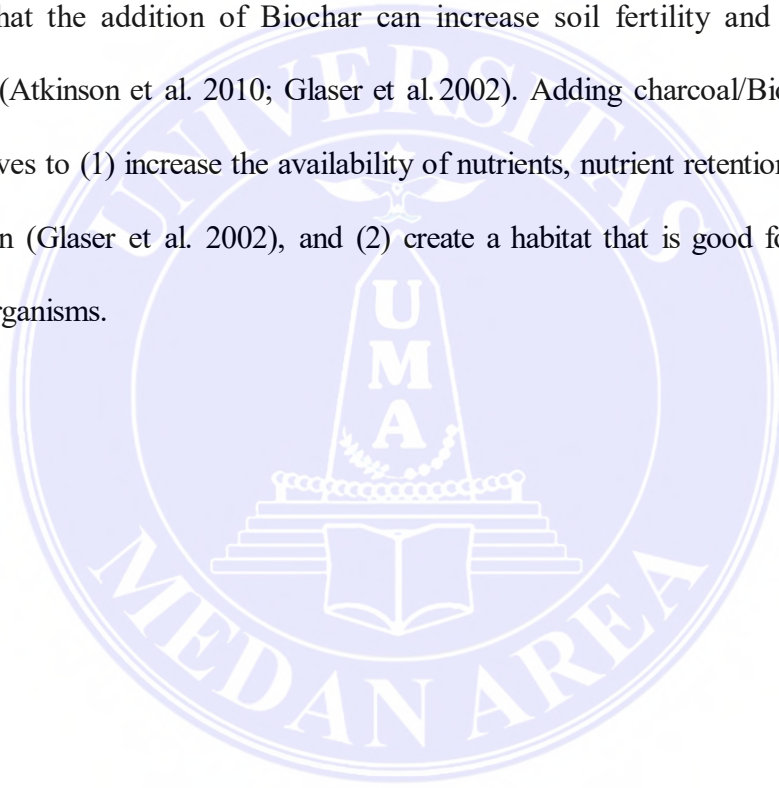 hat the addition of Biochar can increase soil fertility and
(Atkinson et al. 2010; Glaser et al. 2002). Adding charcoal/Bio
ves to (1) increase the availability of nutrients, nutrient retention
n (Glaser et al. 2002), and (2) create a habitat that is good fo
rganisms.
UNIVERSITAS
UMA
MEDAN AREA